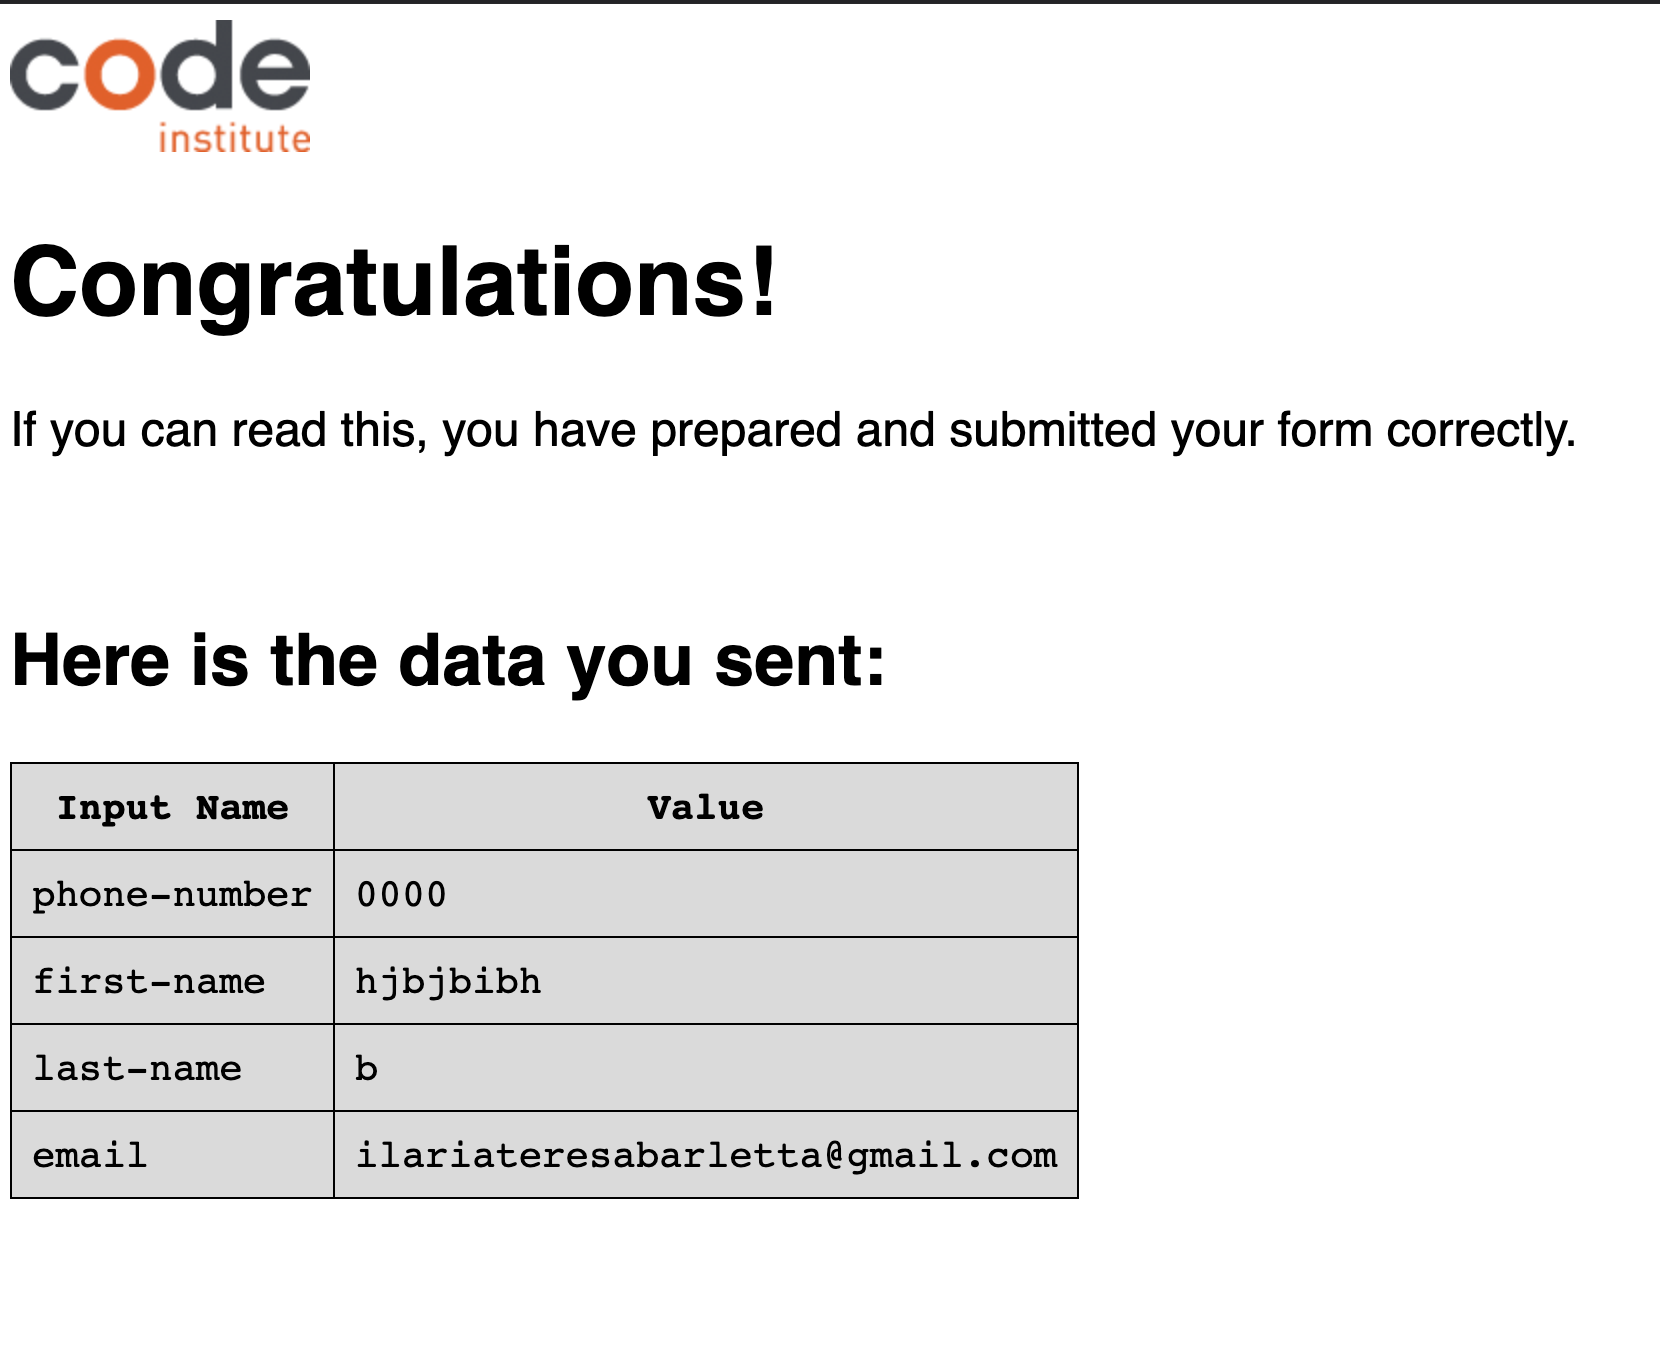 code
institute
Congratulations!
If you can read this, you have prepared and submitted your form correctly.
Here is the data you sent:
Input Name Value
phone-number 0000
first-name hjbjbibh
last-name b
email ilariateresabarletta@gmail.com